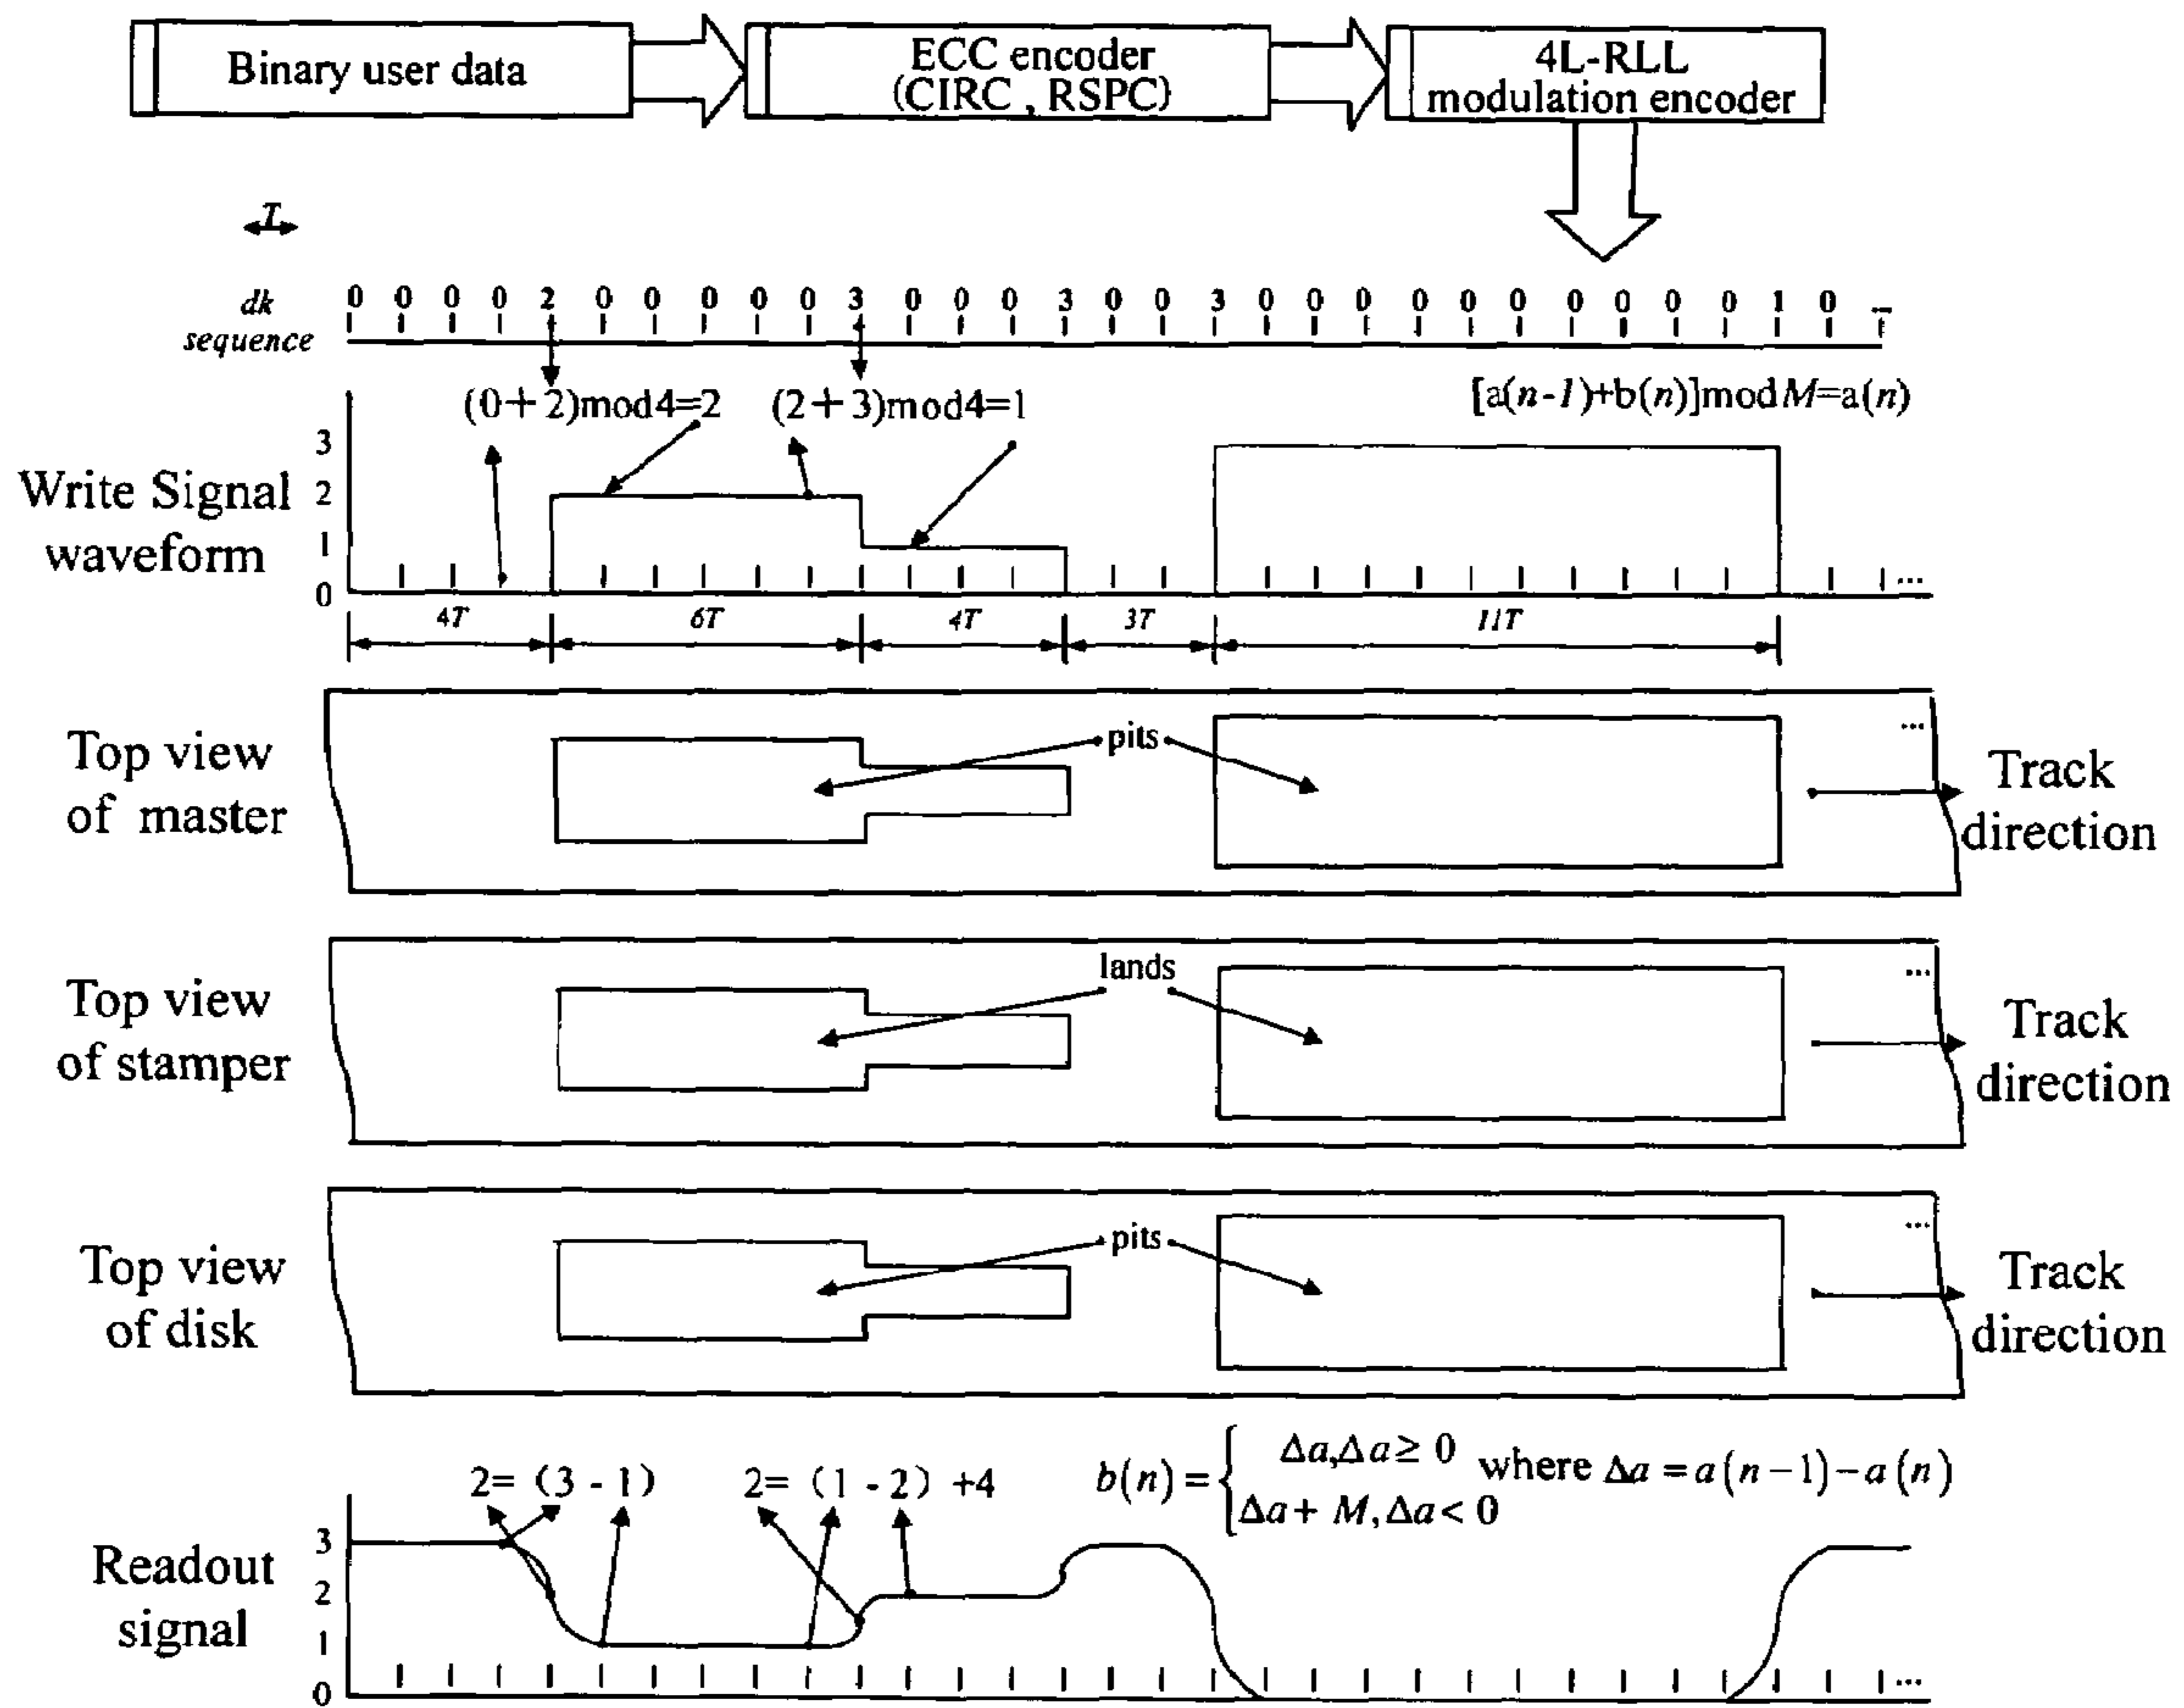 Binary user data
ECC encoder
(CIRC , RSPC)
4L-RLL
modulation encoder
T
dk
sequence
0 0 0 0 2 0 0 0 0 0 3 0 0 0 3 0 0 3 0 0 0 0 0 0 0 0 0 0 1 0 ...
(0+2)mod4=2
(2+3)mod4=1
[a(n-1)+b(n)]modM=a(n)
Write Signal
waveform
3
2
1
0
...
4T
6T
4T
3T
11T
Top view
of master
pits
...
Track
direction
Top view
of stamper
lands
...
Track
direction
Top view
of disk
pits
...
Track
direction
2= (3 - 1)
2= (1 - 2) +4
b(n) = { Δa,Δa≥ 0
Δa+ M,Δa< 0
where Δa = a(n−1)−a(n)
Readout
signal
3
2
1
0
...